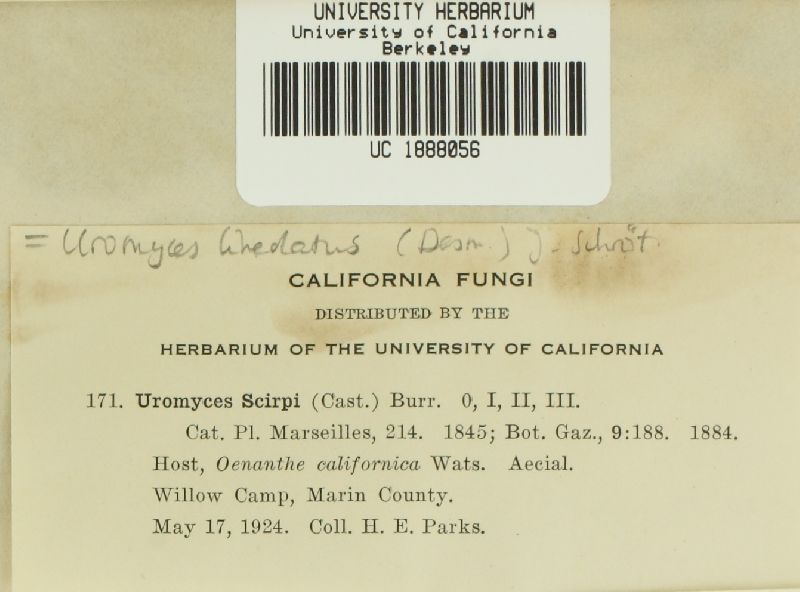 UNIVERSITY HERBARIUM
University of California
Berkeley
UC 1888056
= Uromyces lineolatus (Desm.) J. Schröt.
CALIFORNIA FUNGI
DISTRIBUTED BY THE
HERBARIUM OF THE UNIVERSITY OF CALIFORNIA
171. Uromyces Scirpi (Cast.) Burr. 0, I, II, III.
Cat. Pl. Marseilles, 214. 1845; Bot. Gaz., 9:188. 1884.
Host, Oenanthe californica Wats. Aecial.
Willow Camp, Marin County.
May 17, 1924. Coll. H. E. Parks.